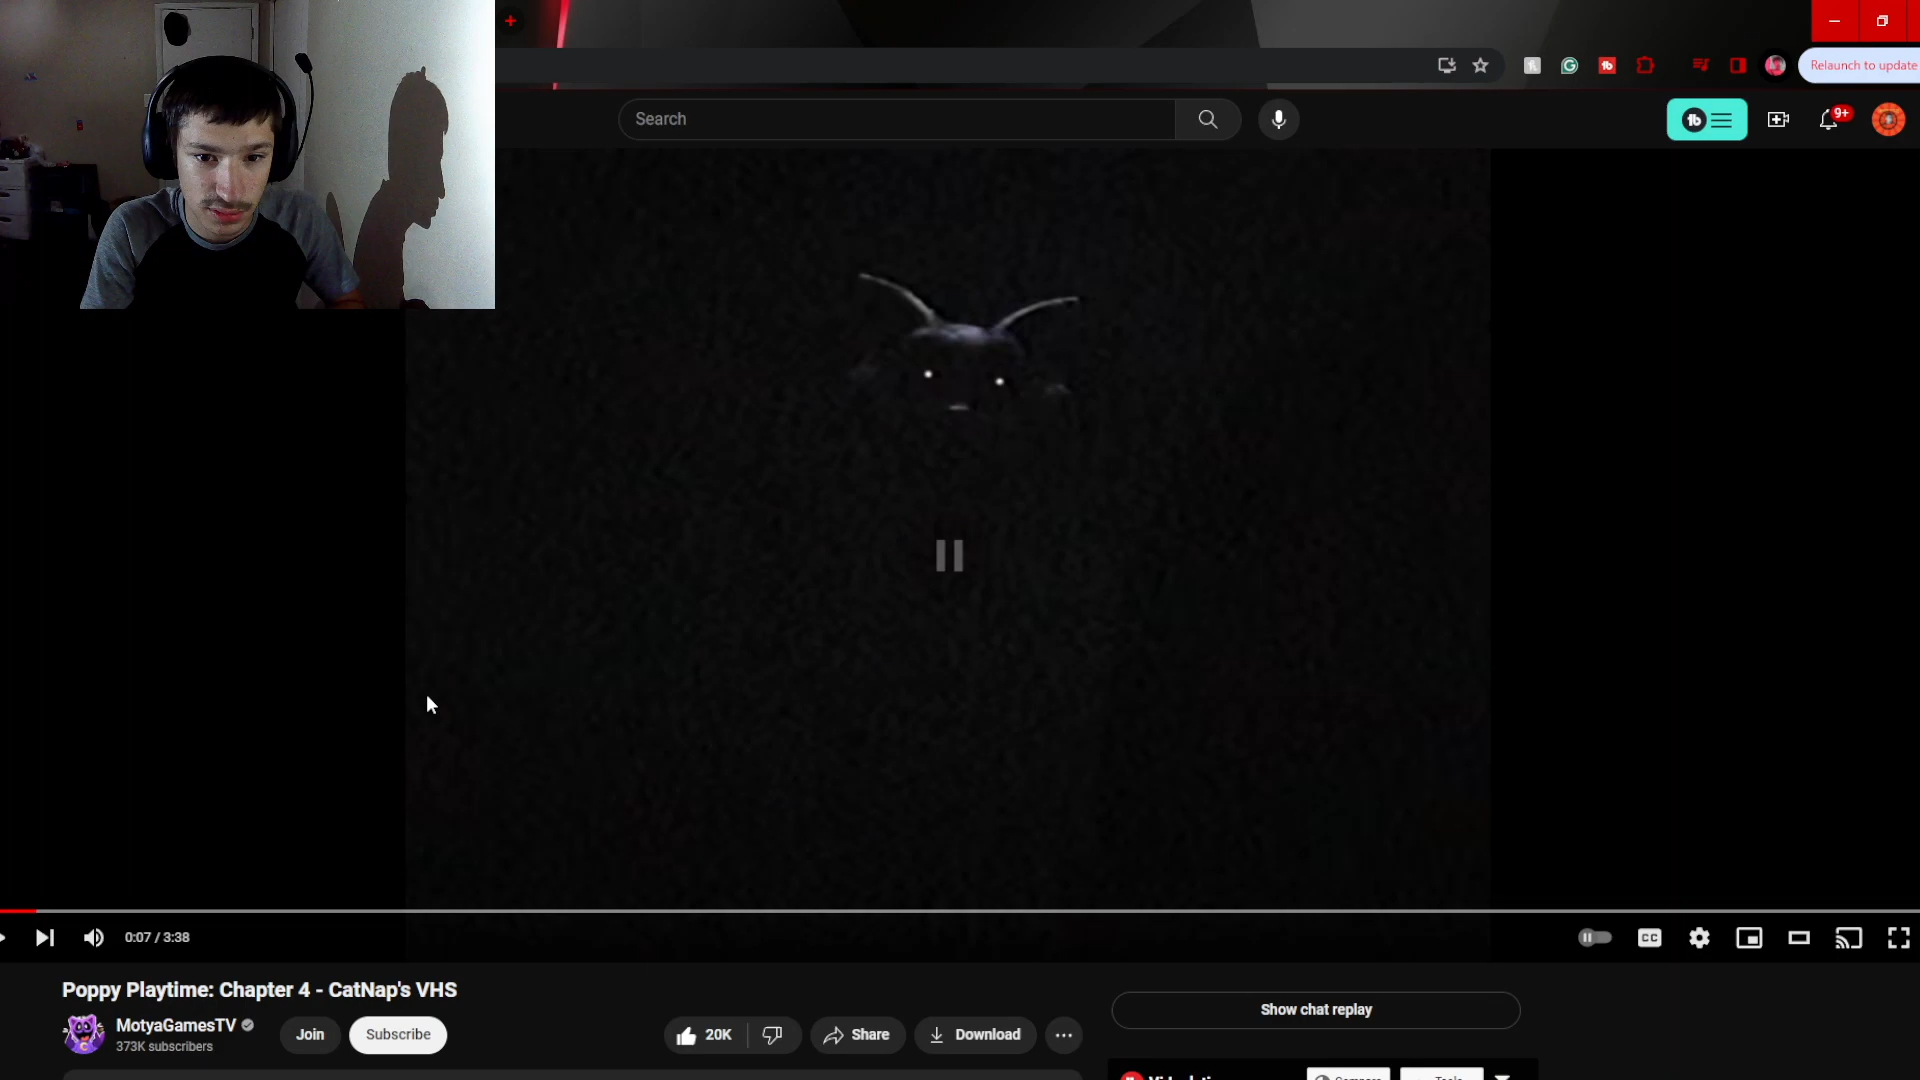 Relaunch to update
Search
9+
0:07 / 3:38
CC
Poppy Playtime: Chapter 4 - CatNap's VHS
MotyaGamesTV
373K subscribers
Join
Subscribe
20K
Share
Download
Show chat replay